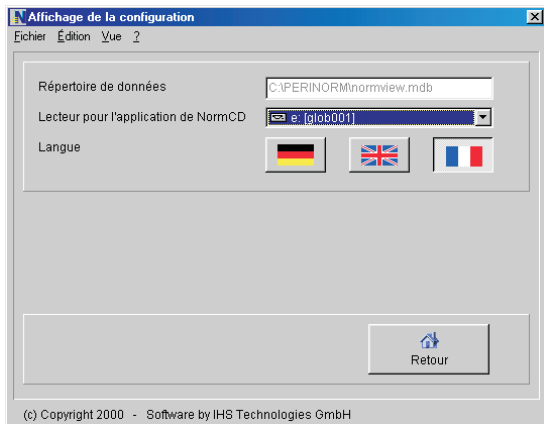 Affichage de la configuration
Fichier Édition Vue ?
Répertoire de données C:\PERINORM\normview.mdb
Lecteur pour l'application de NormCD e: [glob001]
Langue
Retour
(c) Copyright 2000 - Software by IHS Technologies GmbH